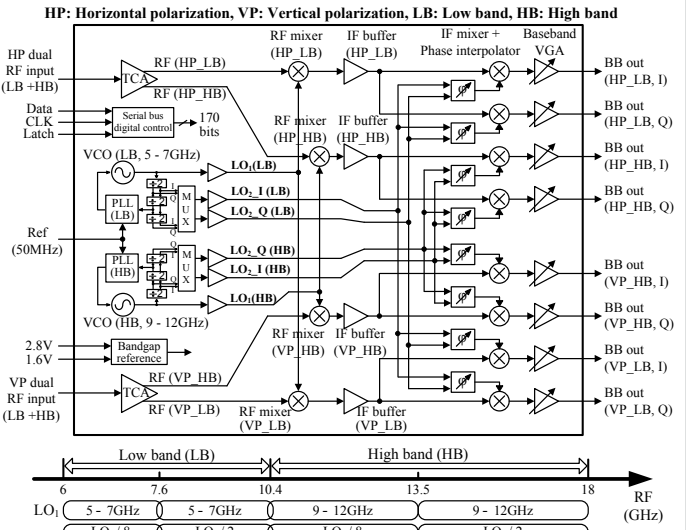 HP: Horizontal polarization, VP: Vertical polarization, LB: Low band, HB: High band
HP dual
RF input
(LB +HB)
TCA
RF (HP_LB)
RF (HP_HB)
RF mixer
(HP_LB)
IF buffer
(HP_LB)
IF mixer +
Phase interpolator
Baseband
VGA
φ
BB out
(HP_LB, I)
Data
CLK
Latch
Serial bus
digital control
170
bits
RF mixer
(HP_HB)
IF buffer
(HP_HB)
φ
BB out
(HP_LB, Q)
VCO (LB, 5 - 7GHz)
LO1(LB)
φ
BB out
(HP_HB, I)
PLL
(LB)
÷2
÷2
÷2
I
Q
I
Q
MUX
LO2_I (LB)
LO2_Q (LB)
φ
BB out
(HP_HB, Q)
Ref
(50MHz)
PLL
(HB)
÷2
÷2
÷2
Q
I
Q
I
MUX
LO2_Q (HB)
LO2_I (HB)
φ
BB out
(VP_HB, I)
LO1(HB)
VCO (HB, 9 - 12GHz)
RF mixer
(VP_HB)
IF buffer
(VP_HB)
φ
BB out
(VP_HB, Q)
2.8V
1.6V
Bandgap
reference
φ
BB out
(VP_LB, I)
VP dual
RF input
(LB +HB)
TCA
RF (VP_HB)
RF (VP_LB)
RF mixer
(VP_LB)
IF buffer
(VP_LB)
φ
BB out
(VP_LB, Q)
Low band (LB)
High band (HB)
6
7.6
10.4
13.5
18
RF
(GHz)
LO1
5 - 7GHz
5 - 7GHz
9 - 12GHz
9 - 12GHz